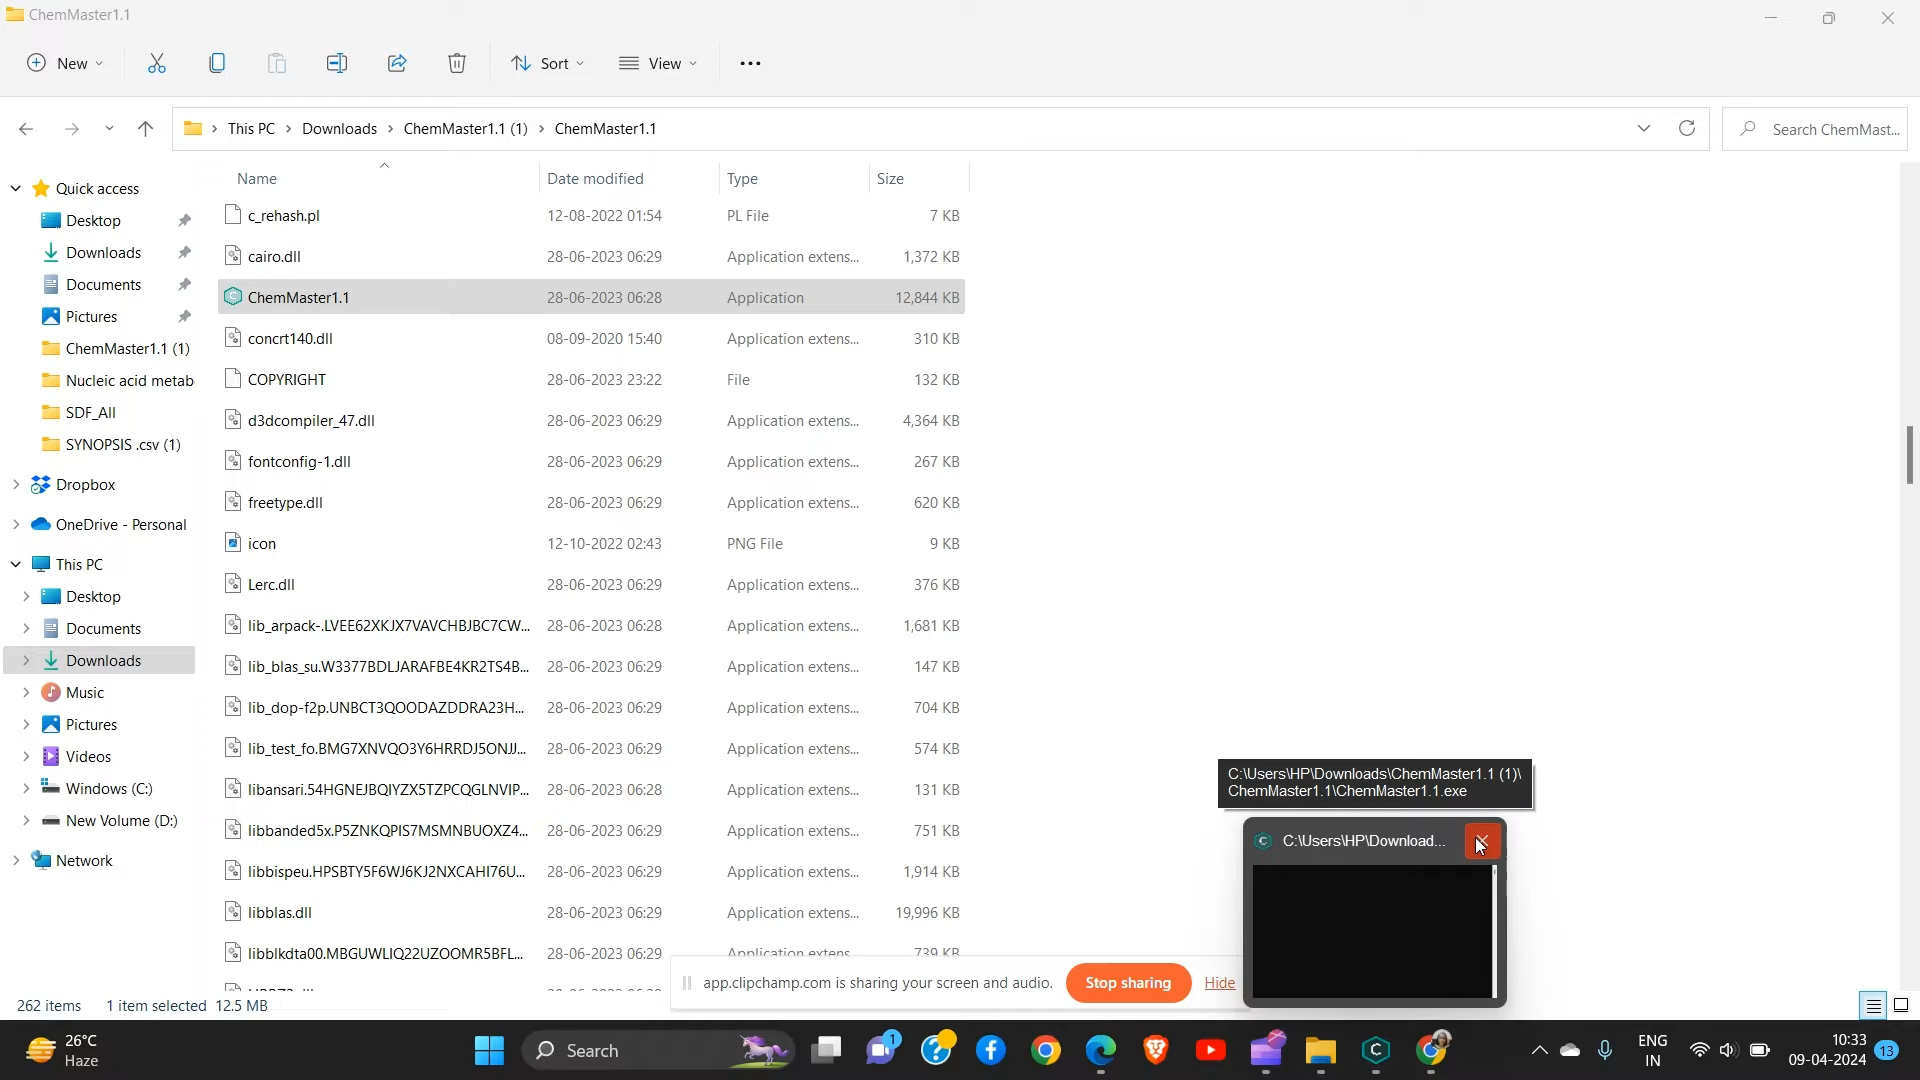 ChemMaster1.1
New
Sort
View
This PC > Downloads > ChemMaster1.1 (1) > ChemMaster1.1
Search ChemMast...
Name Date modified Type Size
c_rehash.pl 12-08-2022 01:54 PL File 7 KB
cairo.dll 28-06-2023 06:29 Application extens... 1,372 KB
ChemMaster1.1 28-06-2023 06:28 Application 12,844 KB
concrt140.dll 08-09-2020 15:40 Application extens... 310 KB
COPYRIGHT 28-06-2023 23:22 File 132 KB
d3dcompiler_47.dll 28-06-2023 06:29 Application extens... 4,364 KB
fontconfig-1.dll 28-06-2023 06:29 Application extens... 267 KB
freetype.dll 28-06-2023 06:29 Application extens... 620 KB
icon 12-10-2022 02:43 PNG File 9 KB
Lerc.dll 28-06-2023 06:29 Application extens... 376 KB
lib_arpack-.LVEE62XKJX7VAVCHBJBC7CW... 28-06-2023 06:28 Application extens... 1,681 KB
lib_blas_su.W3377BDLJARAFBE4KR2TS4B... 28-06-2023 06:29 Application extens... 147 KB
lib_dop-f2p.UNBCT3QOODAZDDRA23H... 28-06-2023 06:29 Application extens... 704 KB
lib_test_fo.BMG7XNVQO3Y6HRRDJ5ONJJ... 28-06-2023 06:29 Application extens... 574 KB
libansari.54HGNEJBQIYZX5TZPCQGLNVIP... 28-06-2023 06:28 Application extens... 131 KB
libbanded5x.P5ZNKQPIS7MSMNBUOXZ4... 28-06-2023 06:29 Application extens... 751 KB
libbispeu.HPSBTY5F6WJ6KJ2NXCAHI76U... 28-06-2023 06:29 Application extens... 1,914 KB
libblas.dll 28-06-2023 06:29 Application extens... 19,996 KB
libblkdta00.MBGUWLIQ22UZOOMR5BFL... 28-06-2023 06:29 Application extens... 739 KB
Quick access
Desktop
Downloads
Documents
Pictures
ChemMaster1.1 (1)
Nucleic acid metab
SDF_All
SYNOPSIS .csv (1)
Dropbox
OneDrive - Personal
This PC
Desktop
Documents
Downloads
Music
Pictures
Videos
Windows (C:)
New Volume (D:)
Network
C:\Users\HP\Downloads\ChemMaster1.1 (1)\
ChemMaster1.1\ChemMaster1.1.exe
C:\Users\HP\Download...
app.clipchamp.com is sharing your screen and audio. Stop sharing Hide
262 items 1 item selected 12.5 MB
26°C
Haze
Search
1
ENG
IN
10:33
09-04-2024
13